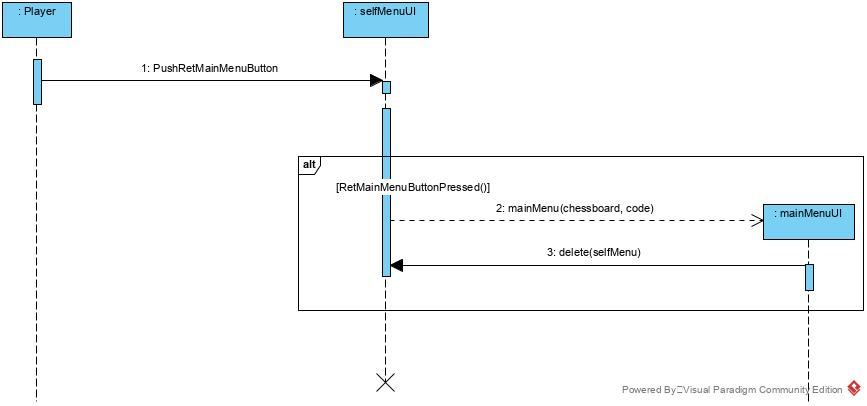 : Player
: selfMenuUI
1: PushRetMainMenuButton
alt
[RetMainMenuButtonPressed()]
2: mainMenu(chessboard, code)
: mainMenuUI
3: delete(selfMenu)
Powered By Visual Paradigm Community Edition